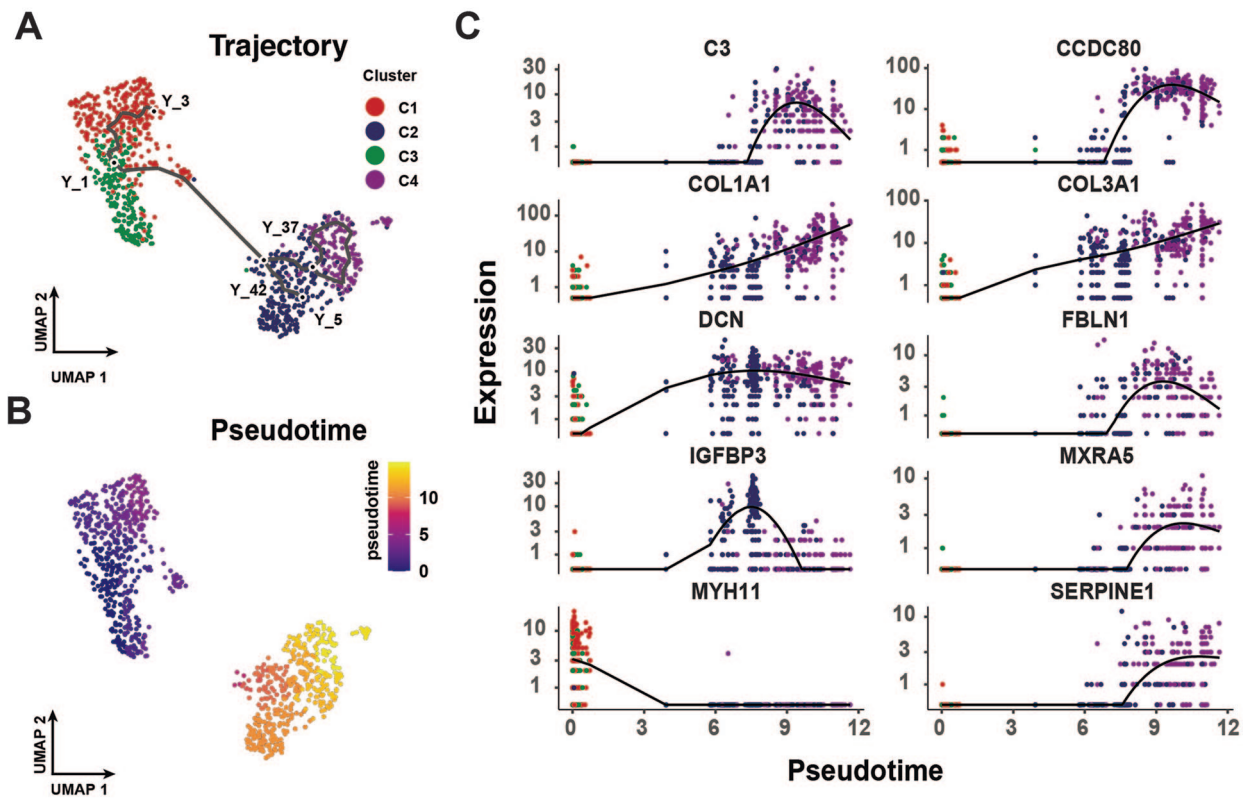 A
Trajectory
Cluster
C1
C2
C3
C4
Y_3
Y_1
Y_37
Y_42
Y_5
UMAP 2
UMAP 1
B
Pseudotime
pseudotime
10
5
0
UMAP 2
UMAP 1
C
Expression
C3
30
10
3
1
CCDC80
100
10
1
COL1A1
100
10
1
COL3A1
100
10
1
DCN
30
10
3
1
FBLN1
10
3
1
IGFBP3
30
10
3
1
MXRA5
10
3
1
MYH11
10
3
1
SERPINE1
10
3
1
0 3 6 9 12
0 3 6 9 12
Pseudotime